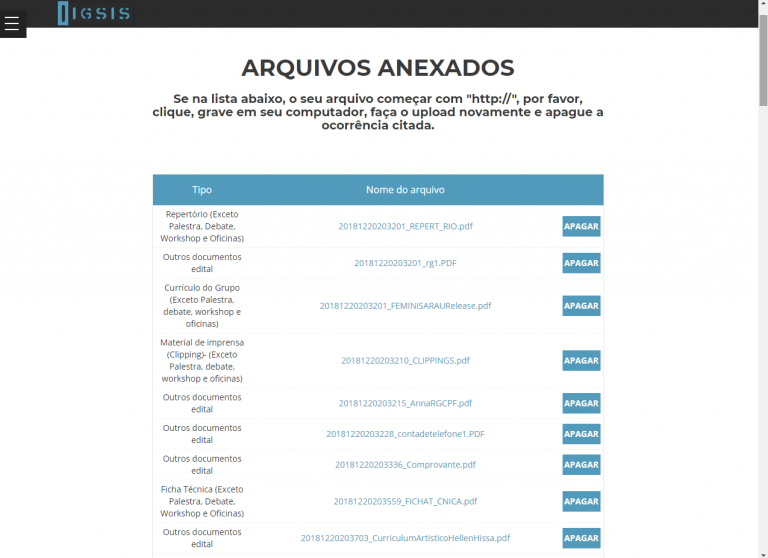 IGSIS
ARQUIVOS ANEXADOS
Se na lista abaixo, o seu arquivo começar com "http://", por favor,
clique, grave em seu computador, faça o upload novamente e apague a
ocorrência citada.
Tipo Nome do arquivo
Repertório (Exceto
Palestra, Debate,
Workshop e Oficinas)
20181220203201_REPERT_RIO.pdf
APAGAR
Outros documentos
edital
20181220203201_rg1.PDF
APAGAR
Currículo do Grupo
(Exceto Palestra,
debate, workshop e
oficinas)
20181220203201_FEMINISARAURelease.pdf
APAGAR
Material de imprensa
(Clipping)- (Exceto
Palestra, debate,
workshop e oficinas)
20181220203210_CLIPPINGS.pdf
APAGAR
Outros documentos
edital
20181220203215_AnnaRGCPF.pdf
APAGAR
Outros documentos
edital
20181220203228_contadetelefone1.PDF
APAGAR
Outros documentos
edital
20181220203336_Comprovante.pdf
APAGAR
Ficha Técnica (Exceto
Palestra, Debate,
Workshop e Oficinas)
20181220203559_FICHAT_CNICA.pdf
APAGAR
Outros documentos
edital
20181220203703_CurriculumArtisticoHellenHissa.pdf
APAGAR